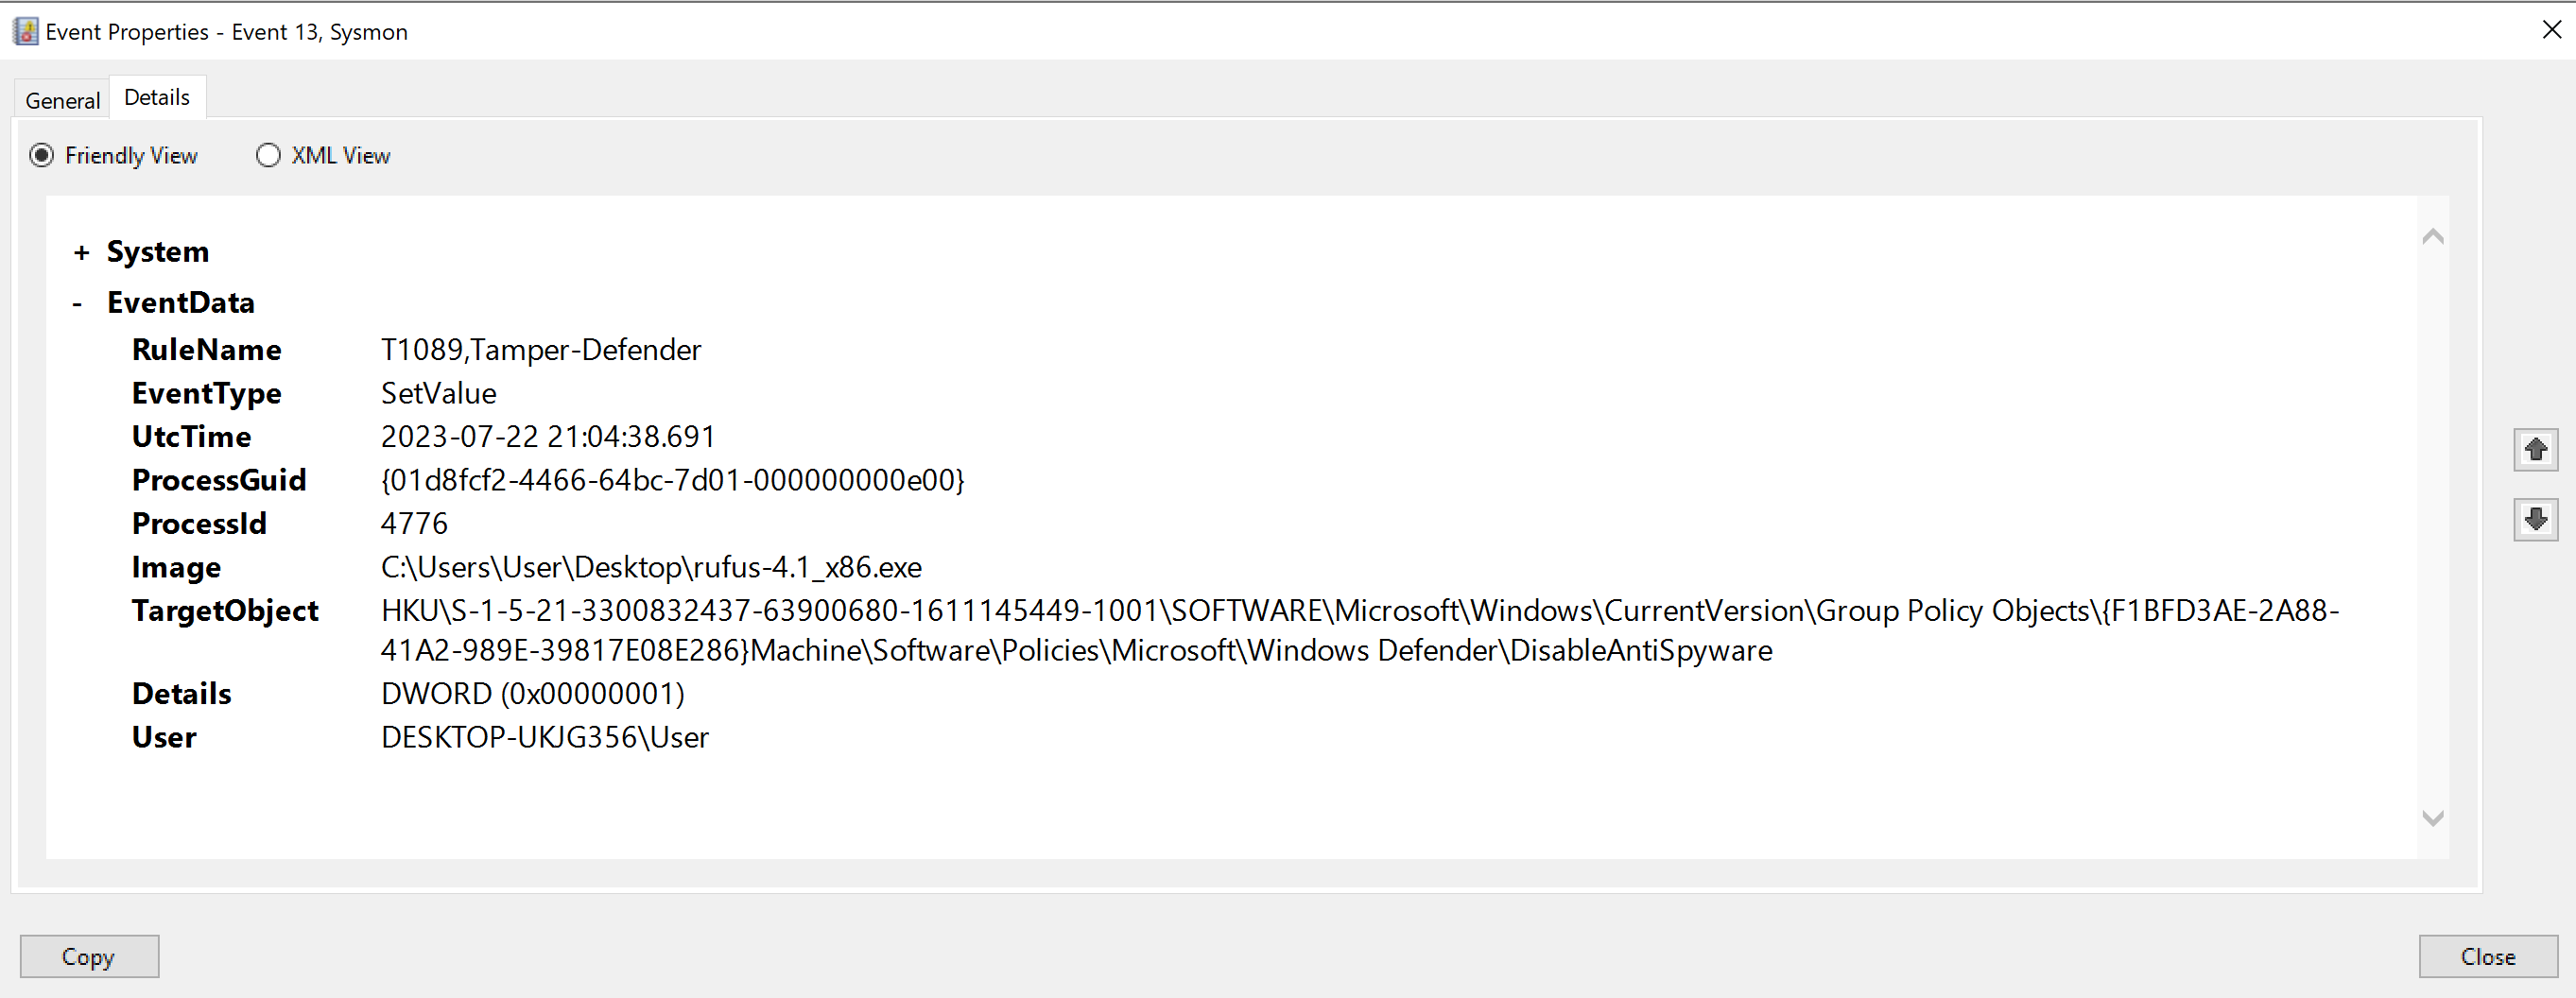 Event Properties - Event 13, Sysmon
General Details
Friendly View XML View
+ System
- EventData
RuleName T1089,Tamper-Defender
EventType SetValue
UtcTime 2023-07-22 21:04:38.691
ProcessGuid {01d8fcf2-4466-64bc-7d01-000000000e00}
ProcessId 4776
Image C:\Users\User\Desktop\rufus-4.1_x86.exe
TargetObject HKU\S-1-5-21-3300832437-63900680-1611145449-1001\SOFTWARE\Microsoft\Windows\CurrentVersion\Group Policy Objects\{F1BFD3AE-2A88-
41A2-989E-39817E08E286}Machine\Software\Policies\Microsoft\Windows Defender\DisableAntiSpyware
Details DWORD (0x00000001)
User DESKTOP-UKJG356\User
Copy Close